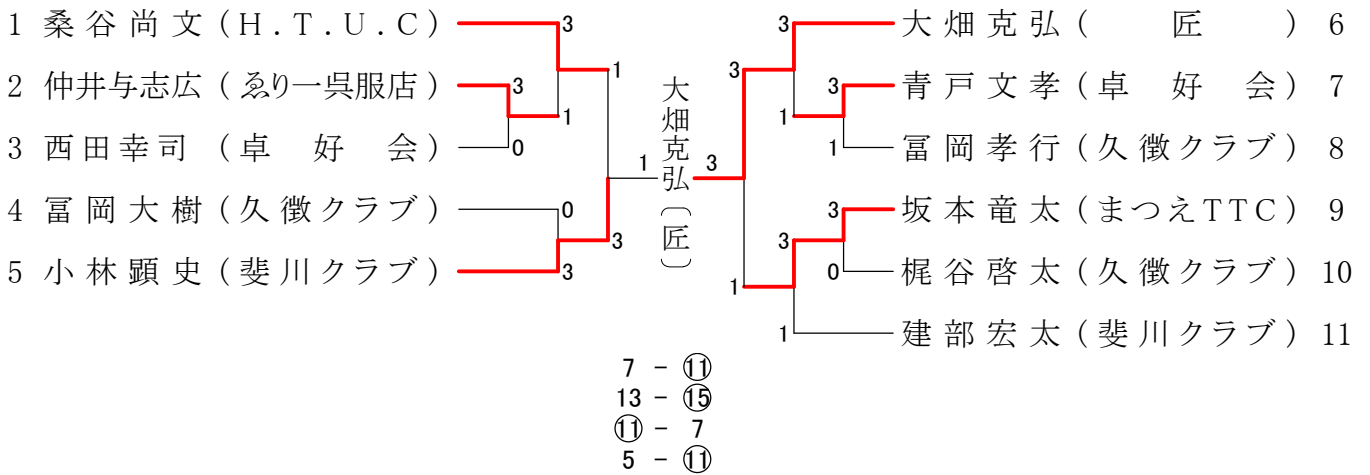 1 桑谷尚文(H.T.U.C)
3
2 仲井与志広(ゑり一呉服店)
3
1
1
3 西田幸司(卓好会)
0
4 冨岡大樹(久徴クラブ)
0
3
5 小林顕史(斐川クラブ)
3
1
大畑克弘〔匠〕
3
3
大畑克弘(匠) 6
3
3
青戸文孝(卓好会) 7
1
1
冨岡孝行(久徴クラブ) 8
3
坂本竜太(まつえTTC) 9
3
0
梶谷啓太(久徴クラブ) 10
1
1
建部宏太(斐川クラブ) 11
7 - ⑪
13 - ⑮
⑪ - 7
5 - ⑪